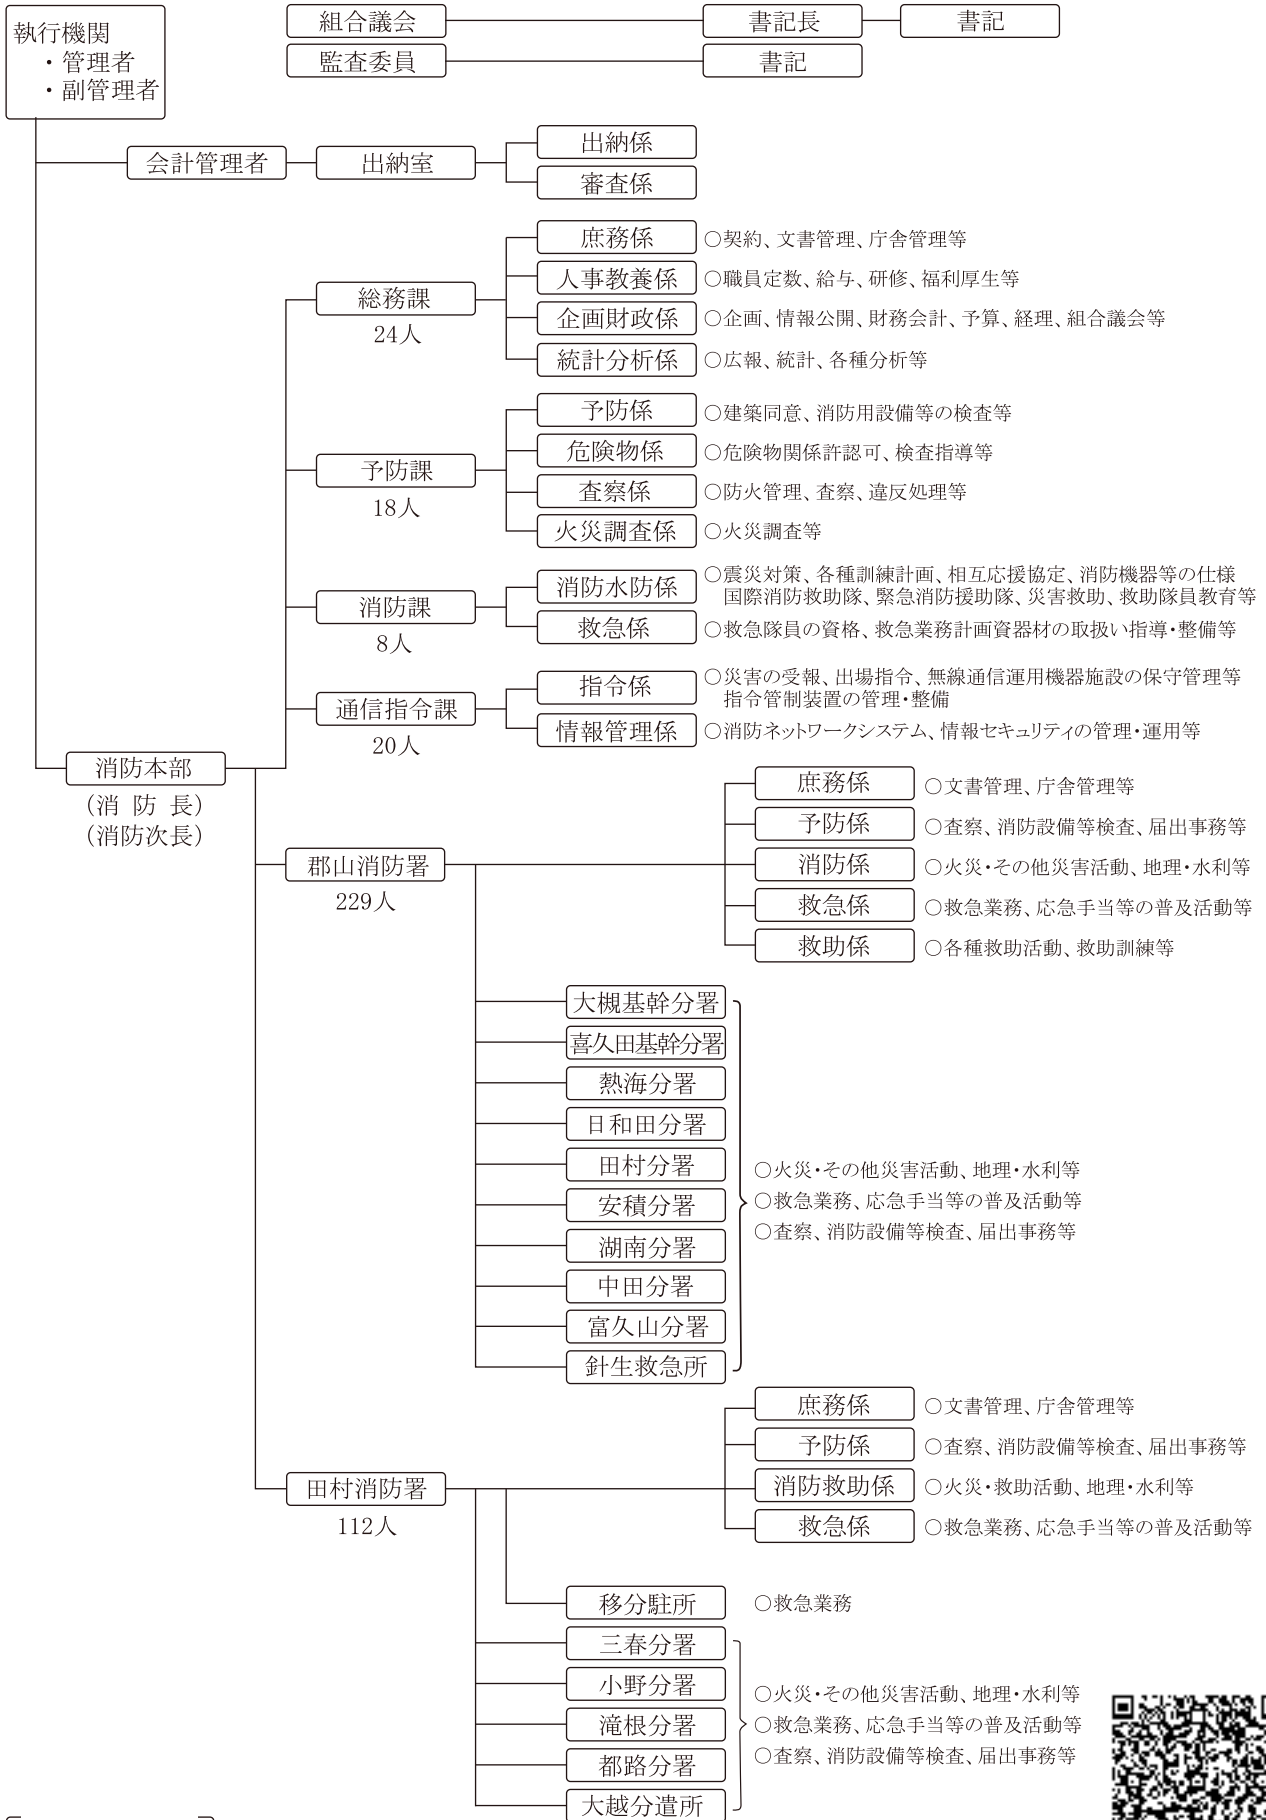 執行機関
・管理者
・副管理者
組合議会 書記長 書記
監査委員 書記
会計管理者 出納室
出納係
審査係
総務課
24人
庶務係 ○契約、文書管理、庁舎管理等
人事教養係 ○職員定数、給与、研修、福利厚生等
企画財政係 ○企画、情報公開、財務会計、予算、経理、組合議会等
統計分析係 ○広報、統計、各種分析等
予防課
18人
予防係 ○建築同意、消防用設備等の検査等
危険物係 ○危険物関係許認可、検査指導等
査察係 ○防火管理、査察、違反処理等
火災調査係 ○火災調査等
消防課
8人
消防水防係 ○震災対策、各種訓練計画、相互応援協定、消防機器等の仕様
国際消防救助隊、緊急消防援助隊、災害救助、救助隊員教育等
救急係 ○救急隊員の資格、救急業務計画資器材の取扱い指導・整備等
通信指令課
20人
指令係 ○災害の受報、出場指令、無線通信運用機器施設の保守管理等
指令管制装置の管理・整備
情報管理係 ○消防ネットワークシステム、情報セキュリティの管理・運用等
消防本部
(消 防 長)
(消防次長)
郡山消防署
229人
庶務係 ○文書管理、庁舎管理等
予防係 ○査察、消防設備等検査、届出事務等
消防係 ○火災・その他災害活動、地理・水利等
救急係 ○救急業務、応急手当等の普及活動等
救助係 ○各種救助活動、救助訓練等
大槻基幹分署
喜久田基幹分署
熱海分署
日和田分署
田村分署
安積分署
湖南分署
中田分署
富久山分署
針生救急所
○火災・その他災害活動、地理・水利等
○救急業務、応急手当等の普及活動等
○査察、消防設備等検査、届出事務等
田村消防署
112人
庶務係 ○文書管理、庁舎管理等
予防係 ○査察、消防設備等検査、届出事務等
消防救助係 ○火災・救助活動、地理・水利等
救急係 ○救急業務、応急手当等の普及活動等
移分駐所 ○救急業務
三春分署
小野分署
滝根分署
都路分署
大越分遣所
○火災・その他災害活動、地理・水利等
○救急業務、応急手当等の普及活動等
○査察、消防設備等検査、届出事務等